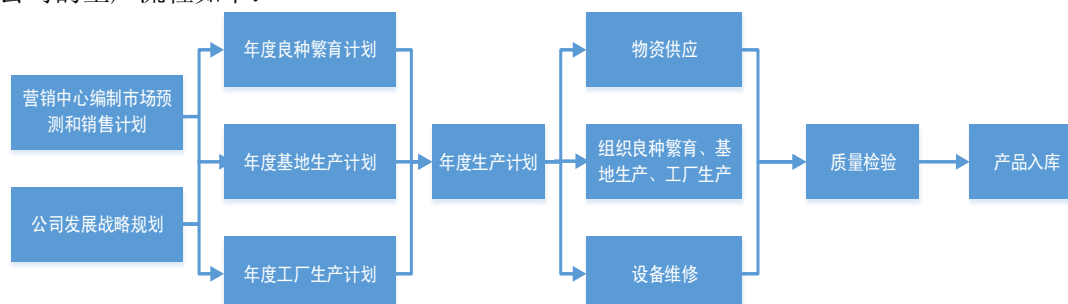 年度良种繁育计划
物资供应
营销中心编制市场预
测和销售计划
年度基地生产计划
年度生产计划
组织良种繁育、基
地生产、工厂生产
质量检验
产品入库
公司发展战略规划
年度工厂生产计划
设备维修